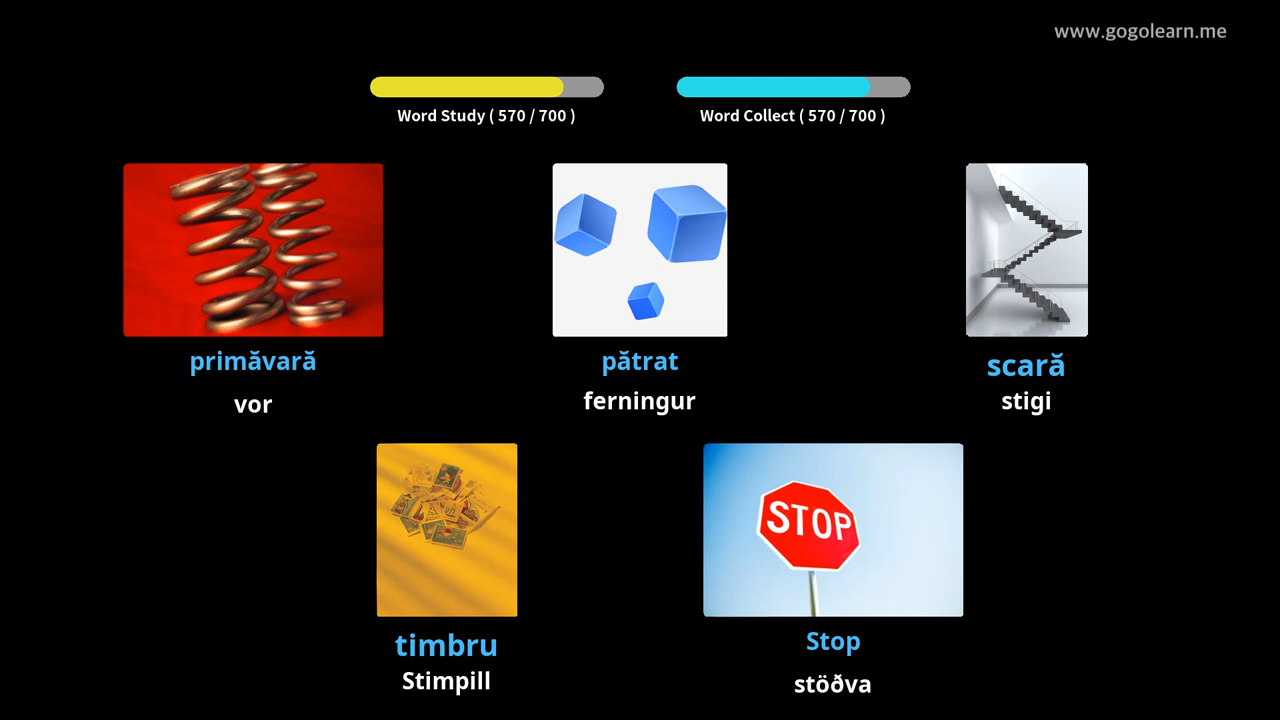 www.gogolearn.me
Word Study ( 570 / 700 )
Word Collect ( 570 / 700 )
primăvară
vor
pătrat
ferningur
scară
stigi
STOP
timbru
Stimpill
Stop
stöðva